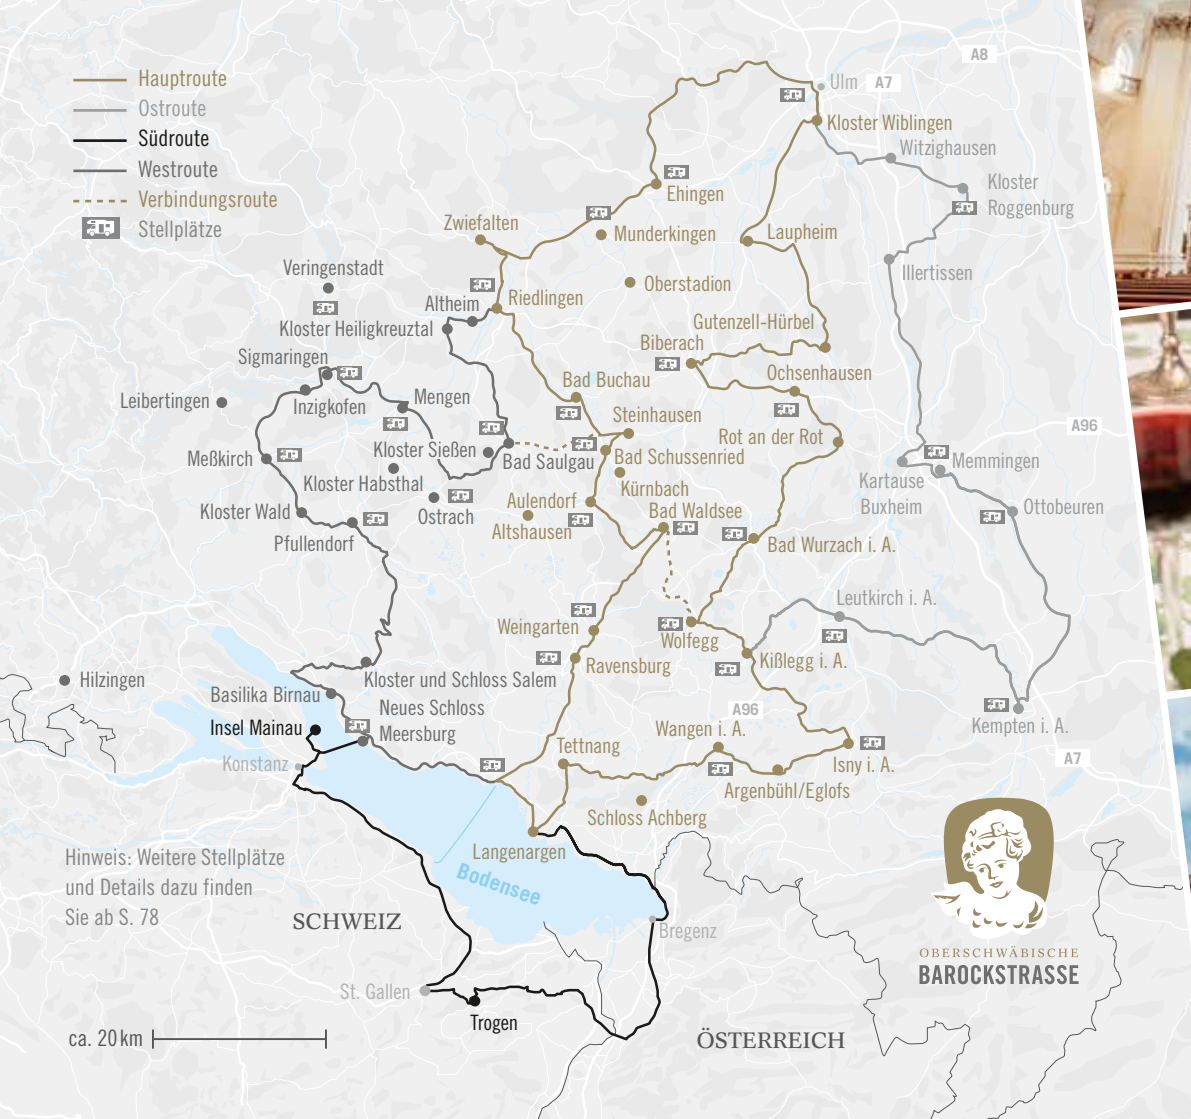 Hauptroute
Ostroute
Südroute
Westroute
Verbindungsroute
Stellplätze
A8
Ulm
A7
Kloster Wiblingen
Witzighausen
Kloster
Roggenburg
Ehingen
Zwiefalten
Munderkingen
Laupheim
Illertissen
Veringenstadt
Oberstadion
Altheim
Riedlingen
Kloster Heiligkreuztal
Gutenzell-Hürbel
Biberach
Sigmaringen
Bad Buchau
Ochsenhausen
Leibertingen
Inzigkofen
Mengen
Steinhausen
A96
Rot an der Rot
Kloster Sießen
Bad Saulgau
Bad Schussenried
Meßkirch
Memmingen
Kloster Habsthal
Kürnbach
Kartause
Buxheim
Aulendorf
Bad Waldsee
Kloster Wald
Ostrach
Altshausen
Ottobeuren
Pfullendorf
Bad Wurzach i. A.
Leutkirch i. A.
Weingarten
Wolfegg
Ravensburg
Kißlegg i. A.
Hilzingen
Kloster und Schloss Salem
Basilika Birnau
Neues Schloss
Meersburg
A96
Insel Mainau
Wangen i. A.
Kempten i. A.
Tettnang
Konstanz
Isny i. A.
A7
Argenbühl/Eglofs
Schloss Achberg
Langenargen
Bodensee
Hinweis: Weitere Stellplätze
und Details dazu finden
Sie ab S. 78
SCHWEIZ
Bregenz
OBERSCHWÄBISCHE
BAROCKSTRASSE
St. Gallen
Trogen
ca. 20 km
ÖSTERREICH